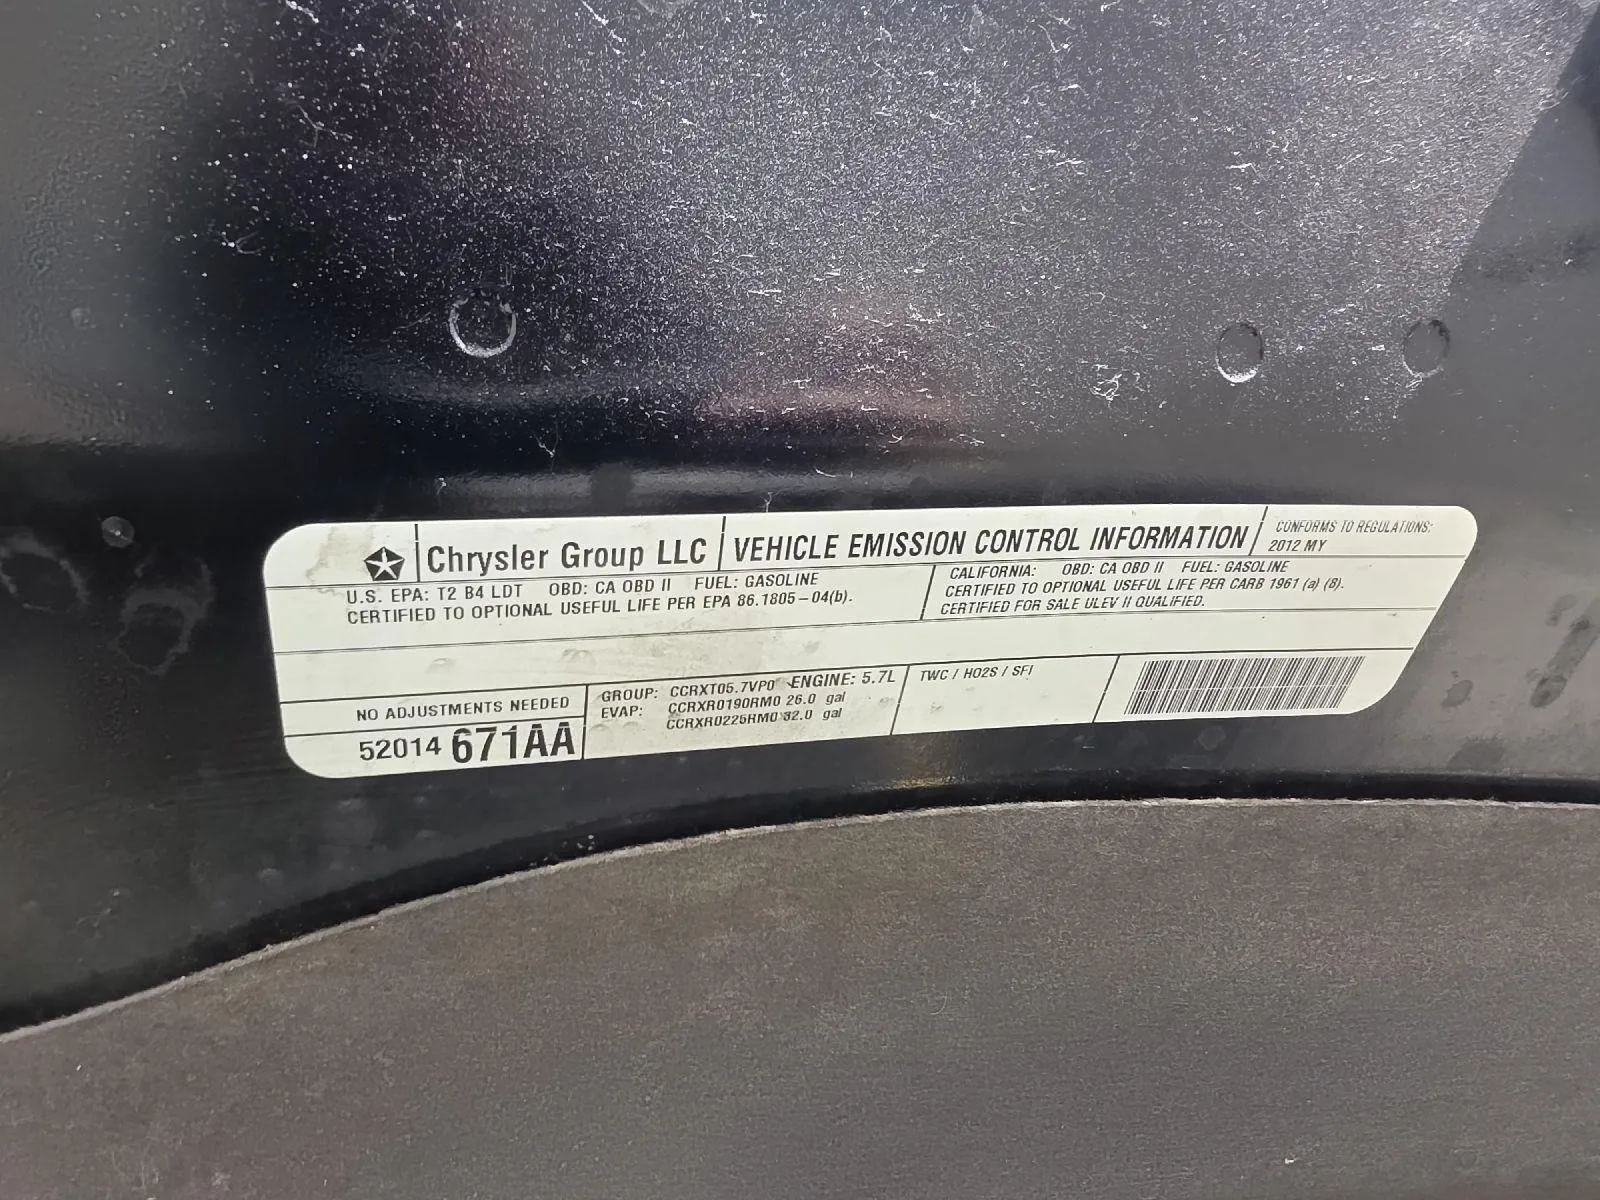 Chrysler Group LLC
VEHICLE EMISSION CONTROL INFORMATION
CONFORMS TO REGULATIONS:
2012 MY
U.S. EPA: T2 B4 LDT OBD: CA OBD II FUEL: GASOLINE
CERTIFIED TO OPTIONAL USEFUL LIFE PER EPA 86.1805-04(b).
CALIFORNIA: OBD: CA OBD II FUEL: GASOLINE
CERTIFIED TO OPTIONAL USEFUL LIFE PER CARB 1961 (a) (8).
CERTIFIED FOR SALE ULEV II QUALIFIED.
NO ADJUSTMENTS NEEDED
52014 671AA
GROUP: CCRXT05.7VP0 ENGINE: 5.7L
EVAP: CCRXR0190RM0 26.0 gal
CCRXR0225RM0 32.0 gal
TWC / HO2S / SFI